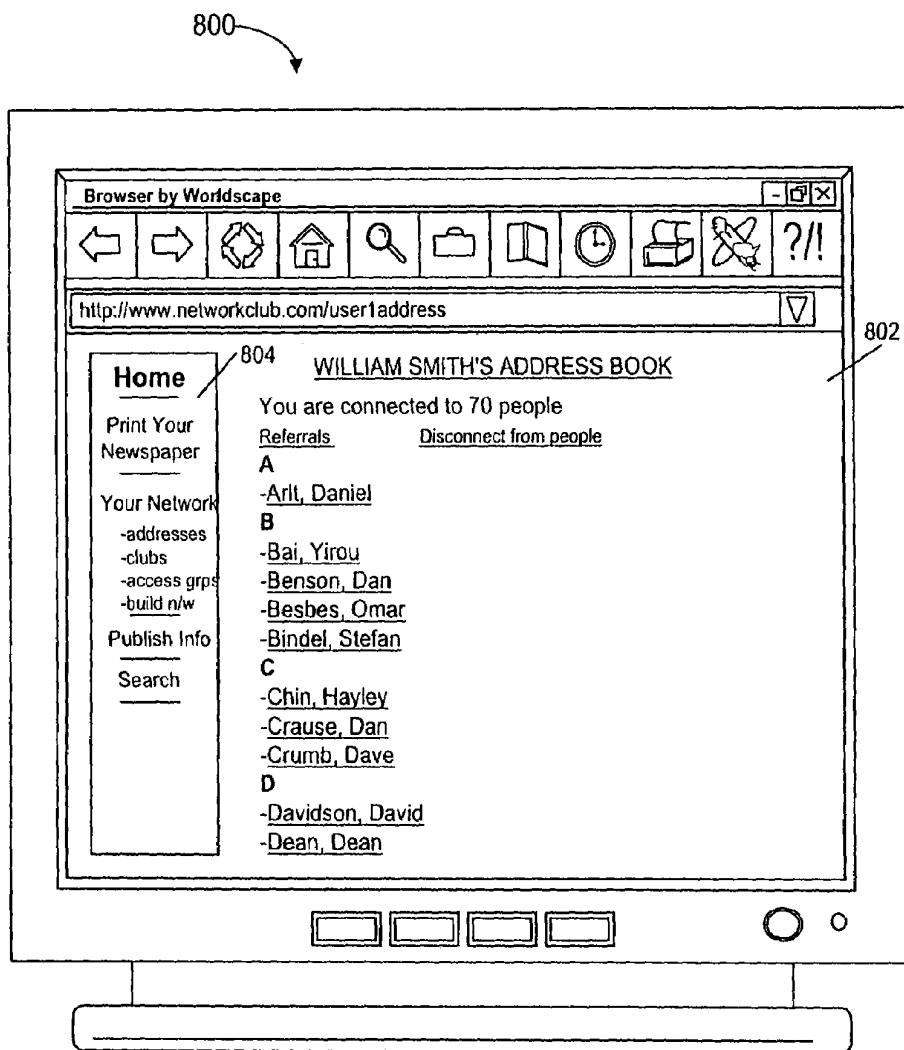 800
Browser by Worldscape
?/!
http://www.networkclub.com/user1address
802
804
Home
Print Your
Newspaper
Your Network
-addresses
-clubs
-access grps
-build n/w
Publish Info
Search
WILLIAM SMITH'S ADDRESS BOOK
You are connected to 70 people
Referrals Disconnect from people
A
-Arlt, Daniel
B
-Bai, Yirou
-Benson, Dan
-Besbes, Omar
-Bindel, Stefan
C
-Chin, Hayley
-Crause, Dan
-Crumb, Dave
D
-Davidson, David
-Dean, Dean